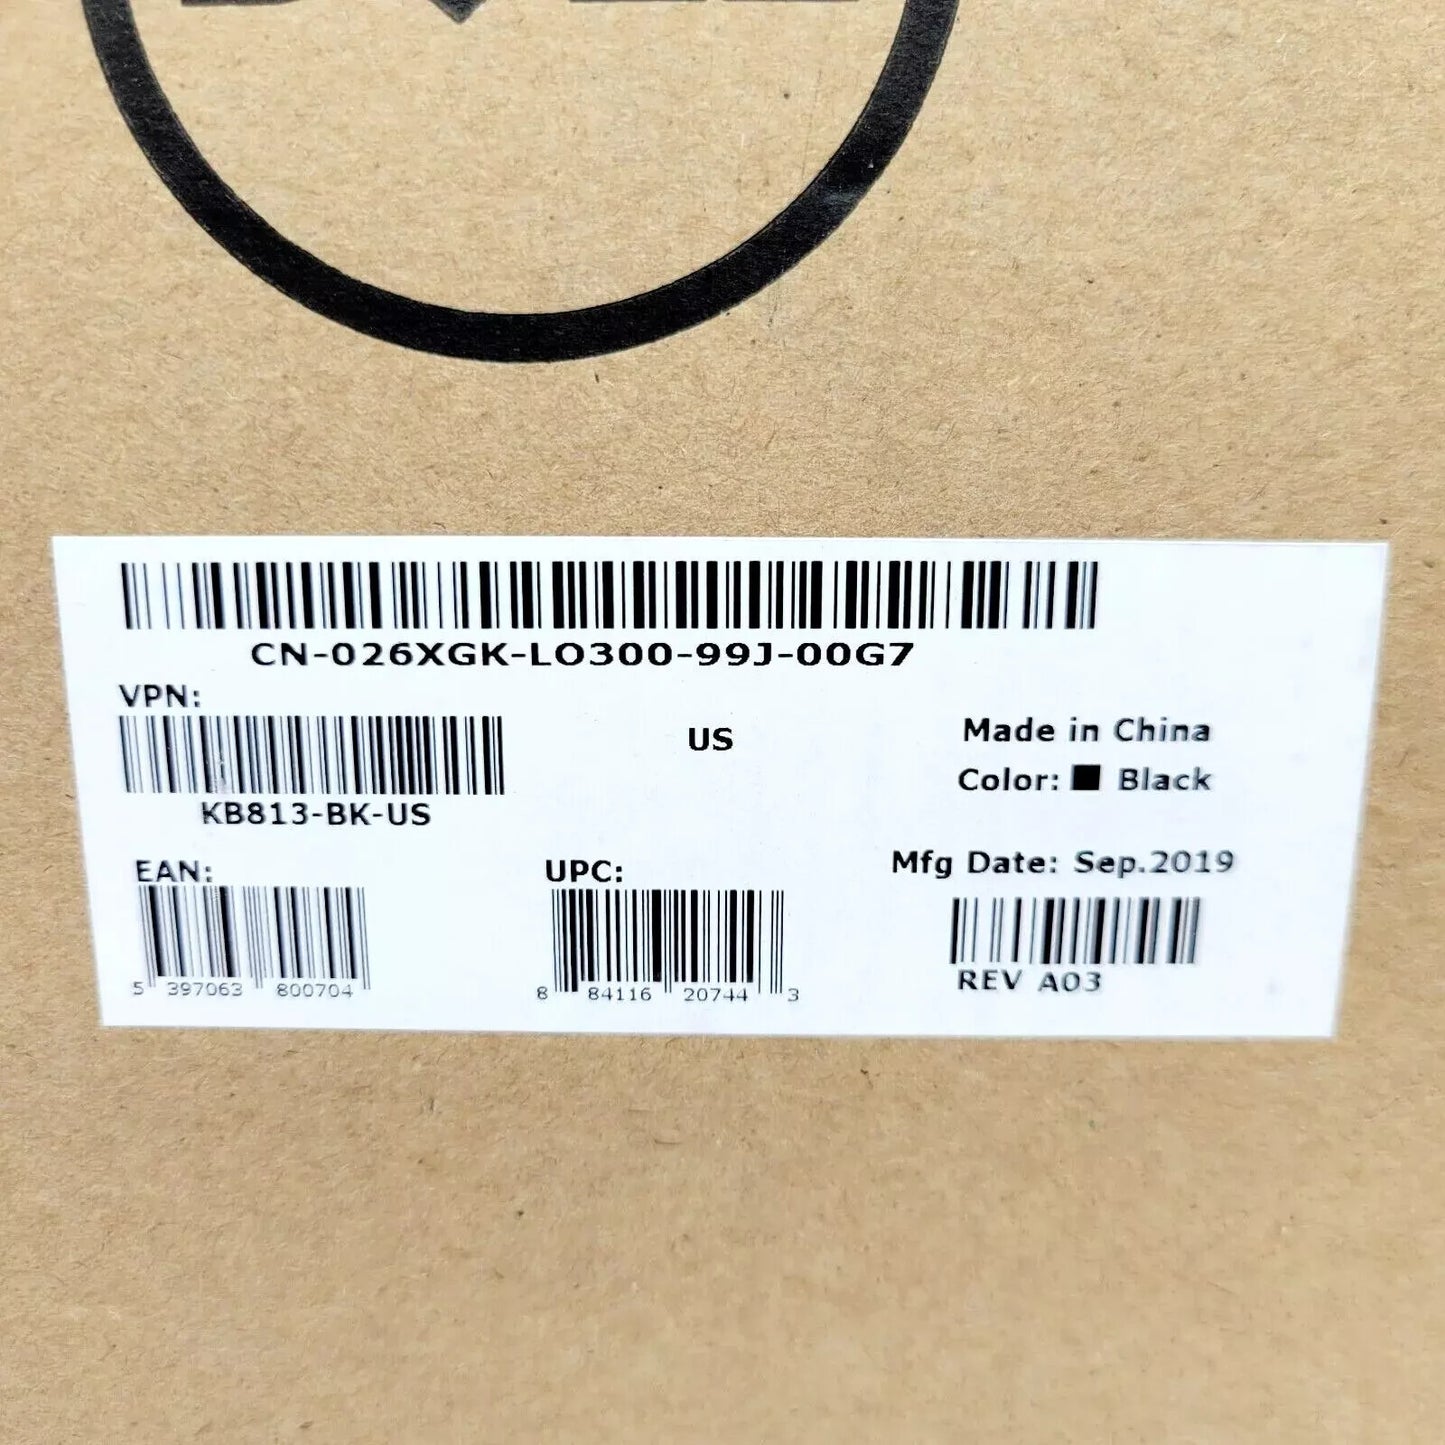 CN-026XGK-LO300-99J-00G7
VPN:
KB813-BK-US
US
Made in China
Color: Black
EAN:
5 397063 800704
UPC:
8 84116 20744 3
Mfg Date: Sep.2019
REV A03